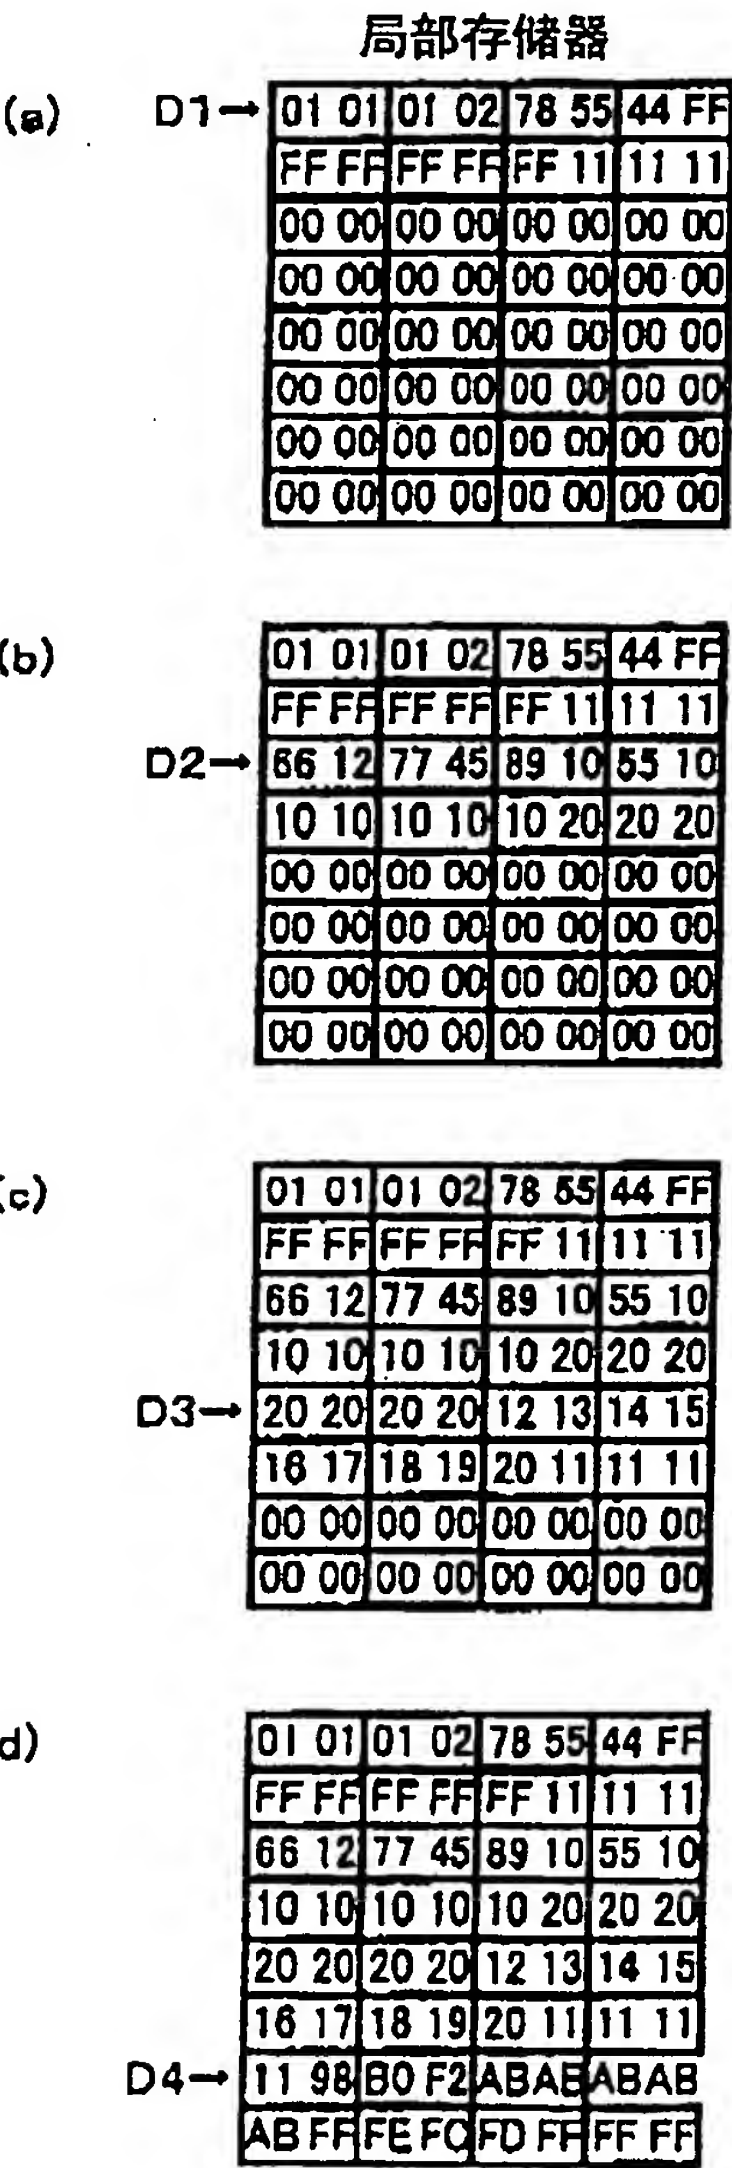 局部存储器
(a) D1→ 01 01 01 02 78 55 44 FF
FF FF FF FF FF 11 11 11
00 00 00 00 00 00 00 00
00 00 00 00 00 00 00 00
00 00 00 00 00 00 00 00
00 00 00 00 00 00 00 00
00 00 00 00 00 00 00 00
00 00 00 00 00 00 00 00
(b) 01 01 01 02 78 55 44 FF
FF FF FF FF FF 11 11 11
D2→ 66 12 77 45 89 10 55 10
10 10 10 10 10 20 20 20
00 00 00 00 00 00 00 00
00 00 00 00 00 00 00 00
00 00 00 00 00 00 00 00
00 00 00 00 00 00 00 00
(c) 01 01 01 02 78 55 44 FF
FF FF FF FF FF 11 11 11
66 12 77 45 89 10 55 10
10 10 10 10 10 20 20 20
D3→ 20 20 20 20 12 13 14 15
16 17 18 19 20 11 11 11
00 00 00 00 00 00 00 00
00 00 00 00 00 00 00 00
d) 01 01 01 02 78 55 44 FF
FF FF FF FF FF 11 11 11
66 12 77 45 89 10 55 10
10 10 10 10 10 20 20 20
20 20 20 20 12 13 14 15
16 17 18 19 20 11 11 11
D4→ 11 98 B0 F2 ABAB ABAB
AB FF FE FC FD FF FF FF